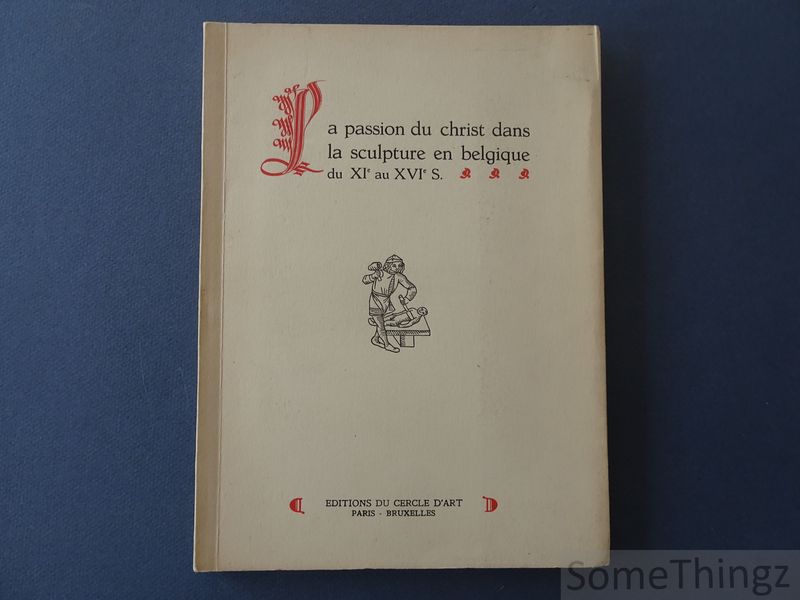 La passion du christ dans
la sculpture en belgique
du XIᵉ au XVIᵉ S.
EDITIONS DU CERCLE D'ART
PARIS - BRUXELLES
SomeThingz